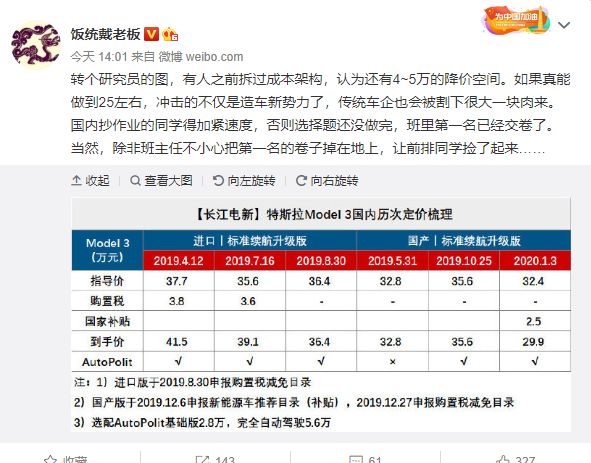 为中国加油
饭统戴老板
今天 14:01 来自 微博 weibo.com
转个研究员的图，有人之前拆过成本架构，认为还有4~5万的降价空间。如果真能
做到25左右，冲击的不仅是造车新势力了，传统车企也会被割下很大一块肉来。
国内抄作业的同学得加紧速度，否则选择题还没做完，班里第一名已经交卷了。
当然，除非班主任不小心把第一名的卷子掉在地上，让前排同学捡了起来……
收起 查看大图 向左旋转 向右旋转
【长江电新】特斯拉Model 3国内历次定价梳理
Model 3 （万元） 进口丨标准续航升级版 国产丨标准续航升级版
2019.4.12 2019.7.16 2019.8.30 2019.5.31 2019.10.25 2020.1.3
指导价 37.7 35.6 36.4 32.8 35.6 32.4
购置税 3.8 3.6 - - - -
国家补贴 2.5
到手价 41.5 39.1 36.4 32.8 35.6 29.9
AutoPolit √ √ √ × √ √
注：1）进口版于2019.8.30申报购置税减免目录
2）国产版于2019.12.6申报新能源车推荐目录（补贴），2019.12.27申报购置税减免目录
3）选配AutoPolit基础版2.8万，完全自动驾驶5.6万
收藏 143 61 327